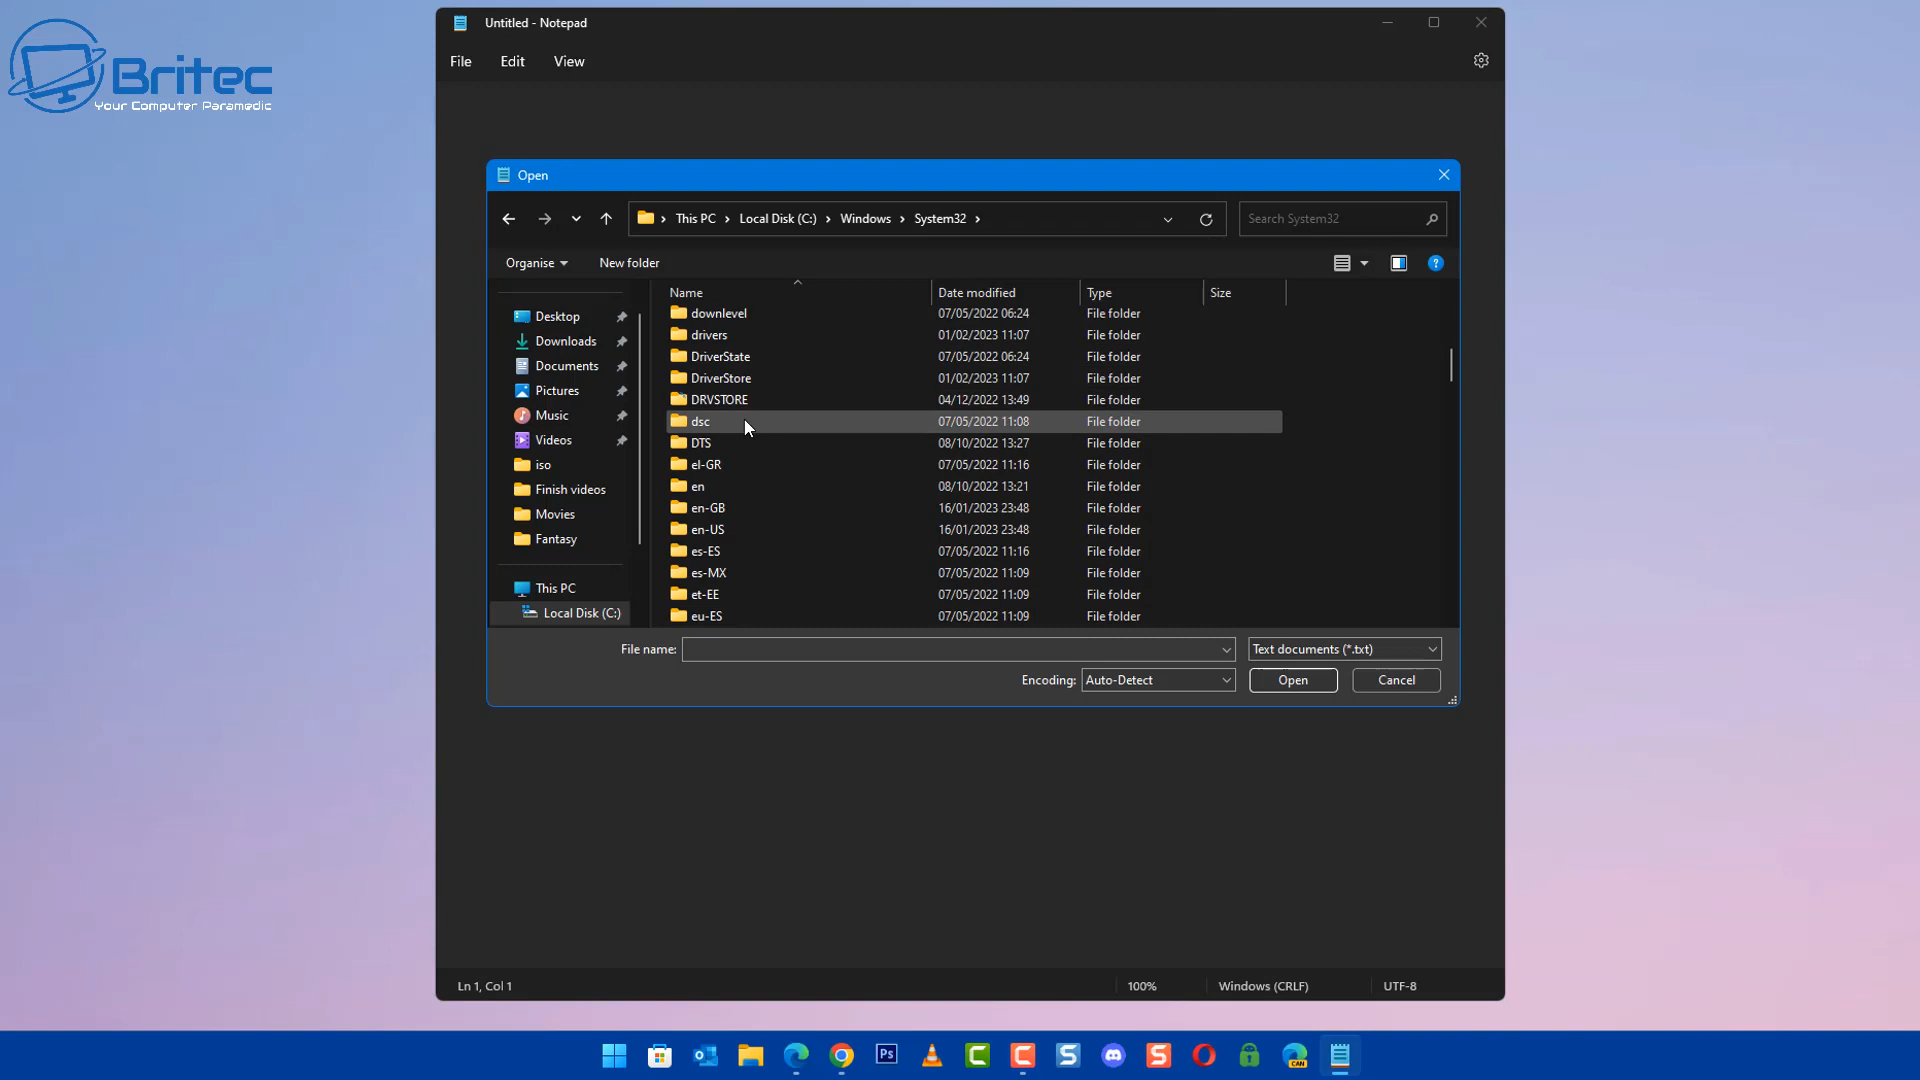 Britec
Your Computer Paramedic
Untitled - Notepad
File Edit View
Open
This PC Local Disk (C:) Windows System32
Search System32
Organise New folder
Name Date modified Type Size
downlevel 07/05/2022 06:24 File folder
drivers 01/02/2023 11:07 File folder
DriverState 07/05/2022 06:24 File folder
DriverStore 01/02/2023 11:07 File folder
DRVSTORE 04/12/2022 13:49 File folder
dsc 07/05/2022 11:08 File folder
DTS 08/10/2022 13:27 File folder
el-GR 07/05/2022 11:16 File folder
en 08/10/2022 13:21 File folder
en-GB 16/01/2023 23:48 File folder
en-US 16/01/2023 23:48 File folder
es-ES 07/05/2022 11:16 File folder
es-MX 07/05/2022 11:09 File folder
et-EE 07/05/2022 11:09 File folder
eu-ES 07/05/2022 11:09 File folder
Desktop
Downloads
Documents
Pictures
Music
Videos
iso
Finish videos
Movies
Fantasy
This PC
Local Disk (C:)
File name: Text documents (*.txt)
Encoding: Auto-Detect Open Cancel
Ln 1, Col 1 100% Windows (CRLF) UTF-8
Ps C C S S CAN